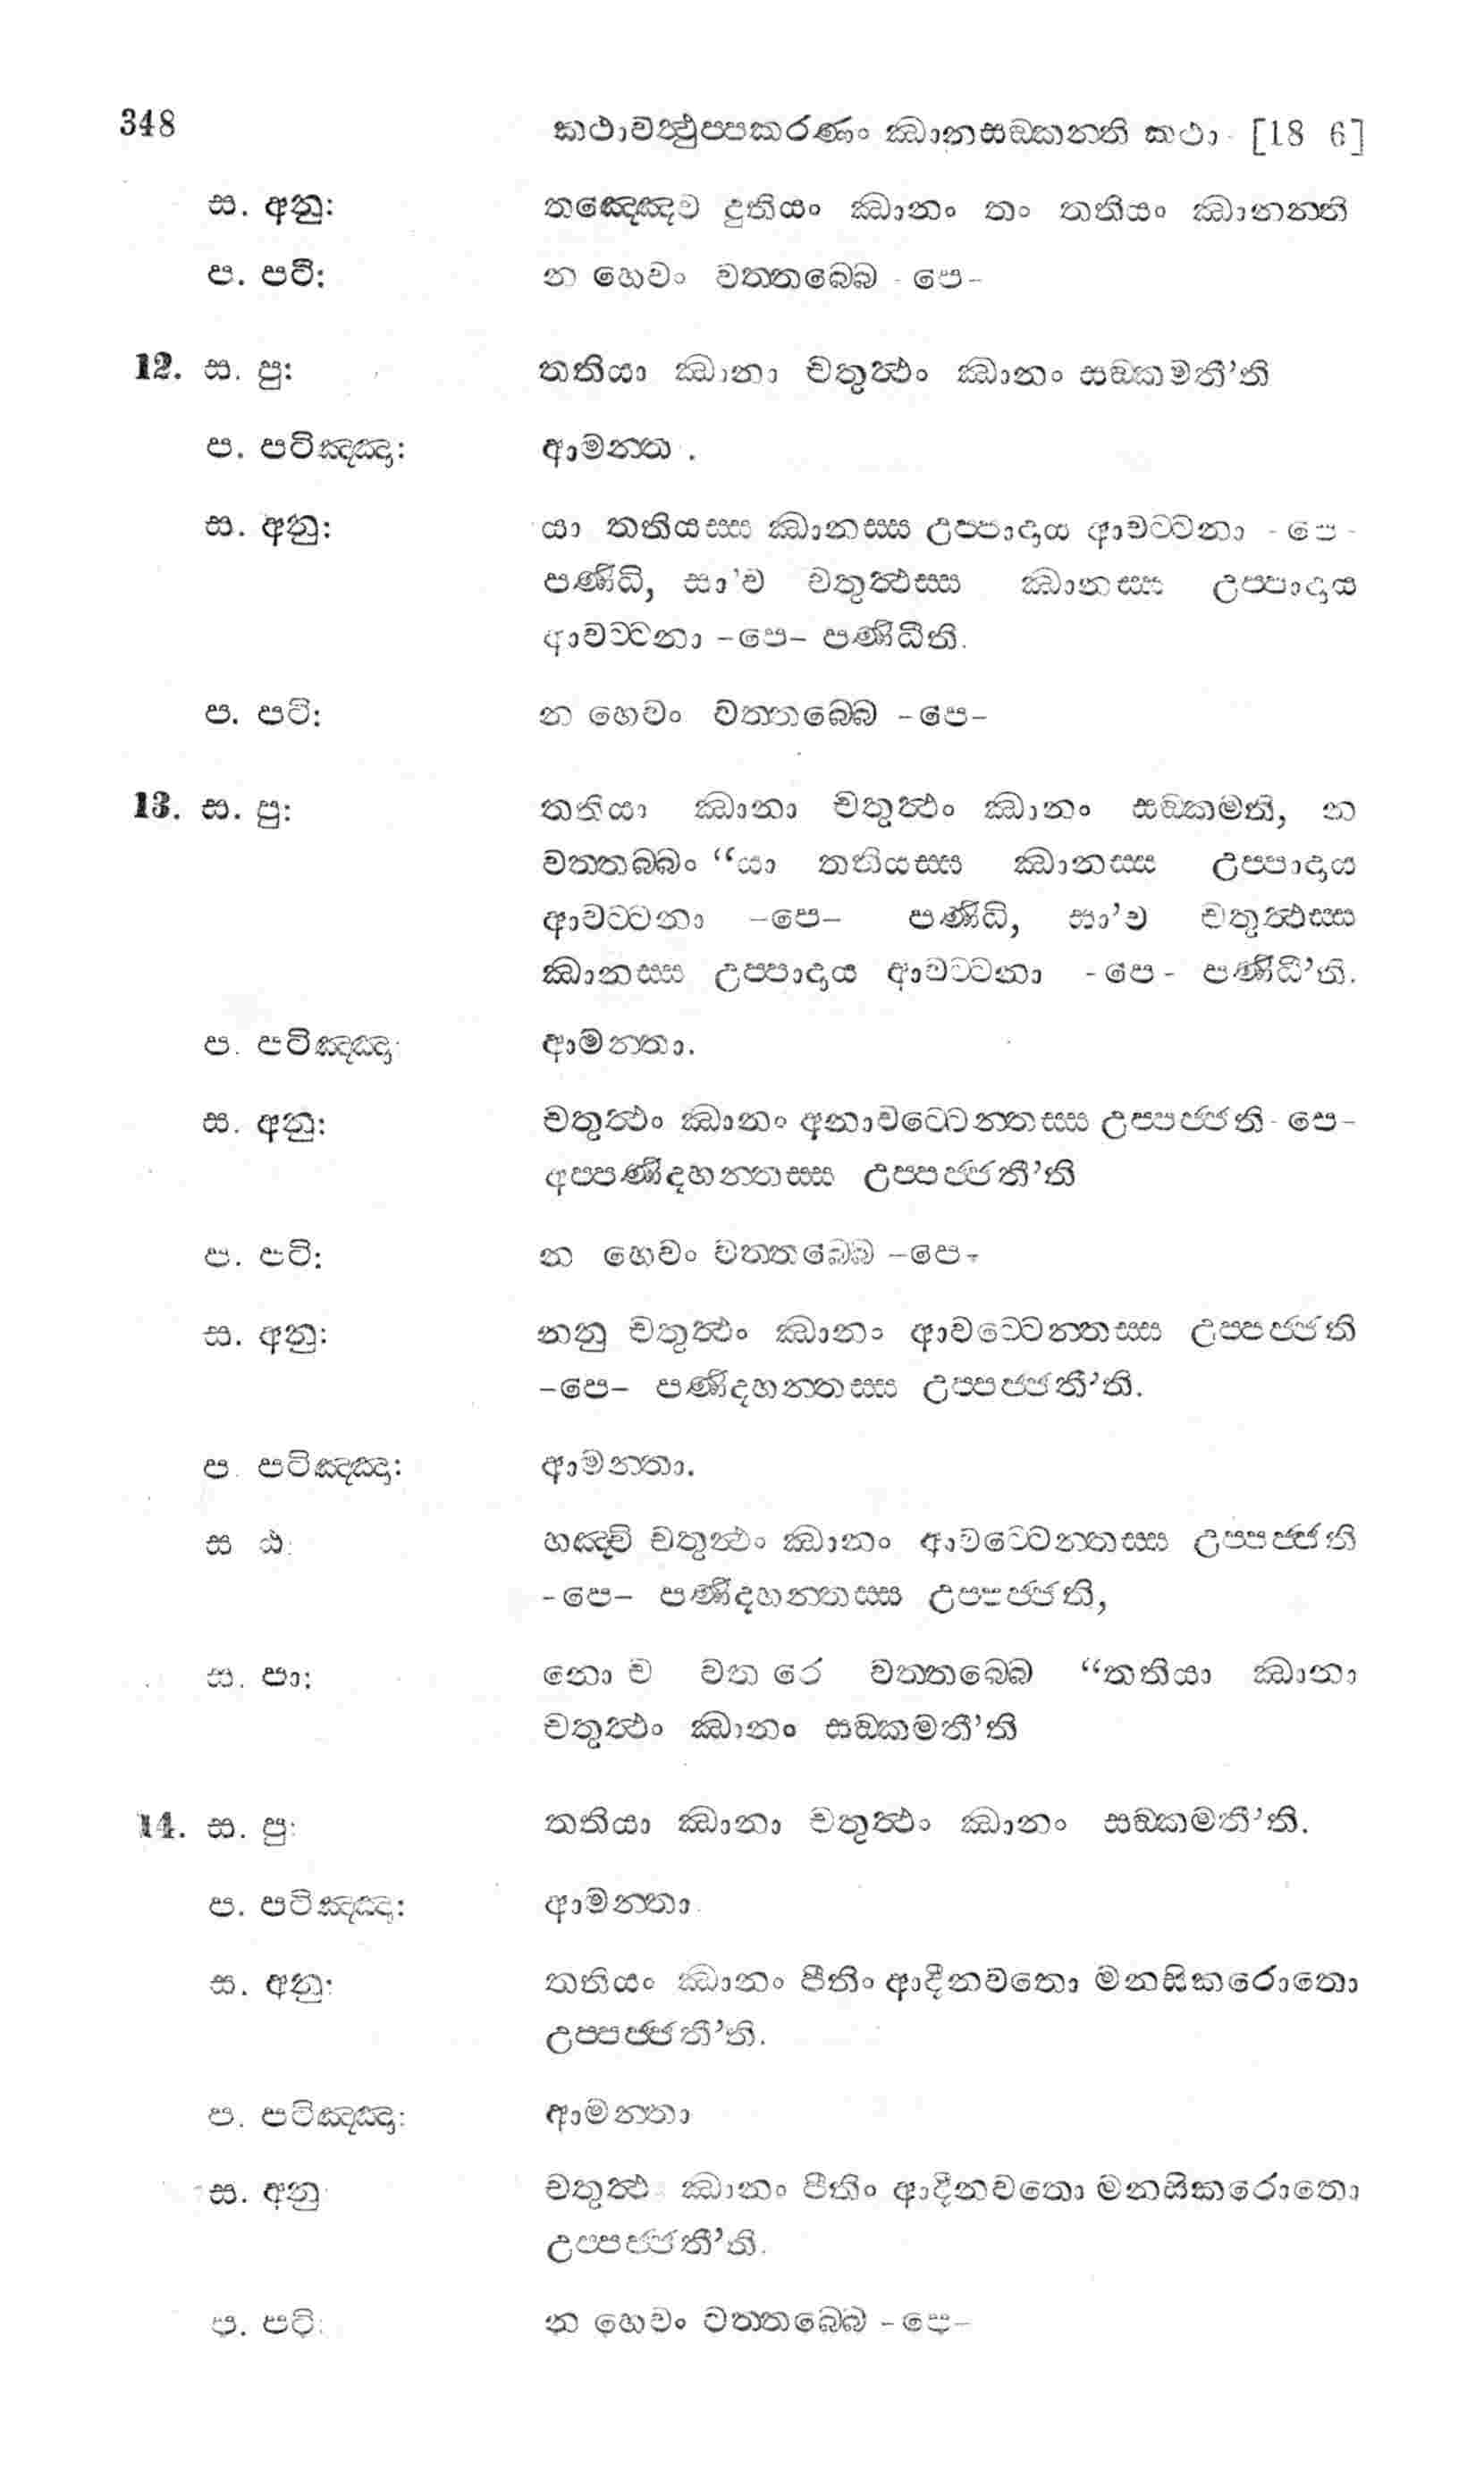 348 කථාවත්ථුප්පකරණං ඣානසඞ්කන්ති කථා - [18 6]
ස. අනු: තඤ්ඤෙව දුතියං ඣානං තං තතියං ඣානන්ති
ප. පටි: න හෙවං වත්තබ්බෙ - පෙ-
12. ස. පු: තතියා ඣානා චතුත්ථං ඣානං සඞ්කමතී’ති
ප. පටිඤ්ඤා: ආමන්ත .
ස. අනු: යා තතියස්ස ඣානස්ස උප්පාදාය ආවට්ටනා - පෙ -
පණිධි, සා’ව චතුත්ථස්ස ඣානස්ස උප්පාදාය
ආවට්ටනා -පෙ- පණිධීති.
ප. පටි: න හෙවං වත්තබ්බෙ -පෙ-
13. ස. පු: තතියා ඣානා චතුත්ථං ඣානං සඞ්කමති, න
වත්තබ්බං “යා තතියස්ස ඣානස්ස උප්පාදාය
ආවට්ටනා -පෙ- පණිධි, සා’ව චතුත්ථස්ස
ඣානස්ස උප්පාදාය ආවට්ටනා -පෙ- පණිධී’ති.
ප. පටිඤ්ඤා: ආමන්තා.
ස. අනු: චතුත්ථං ඣානං අනාවට්ටෙන්තස්ස උප්පජ්ජති - පෙ-
අප්පණිදහන්තස්ස උප්පජ්ජතී’ති
ප. පටි: න හෙවං වත්තබ්බෙ -පෙ-
ස. අනු: නනු චතුත්ථං ඣානං ආවට්ටෙන්තස්ස උප්පජ්ජති
-පෙ- පණිදහන්තස්ස උප්පජ්ජතී’ති.
ප. පටිඤ්ඤා: ආමන්තා.
ස ඨ: හඤ්චි චතුත්ථං ඣානං ආවට්ටෙන්තස්ස උප්පජ්ජති
-පෙ- පණිදහන්තස්ස උප්පජ්ජති,
ස. පා: නො ච වත රෙ වත්තබ්බෙ “තතියා ඣානා
චතුත්ථං ඣානං සඞ්කමතී’ති
14. ස. පු: තතියා ඣානා චතුත්ථං ඣානං සඞ්කමතී’ති.
ප. පටිඤ්ඤා: ආමන්තා.
ස. අනු: තතියං ඣානං පීතිං ආදීනවතො මනසිකරොතො
උප්පජ්ජතී’ති.
ප. පටිඤ්ඤා: ආමන්තා
ස. අනු චතුත්ථ ඣානං පීතිං ආදීනවතො මනසිකරොතො
උප්පජ්ජතී’ති.
ප. පටි: න හෙවං වත්තබ්බෙ -පෙ-